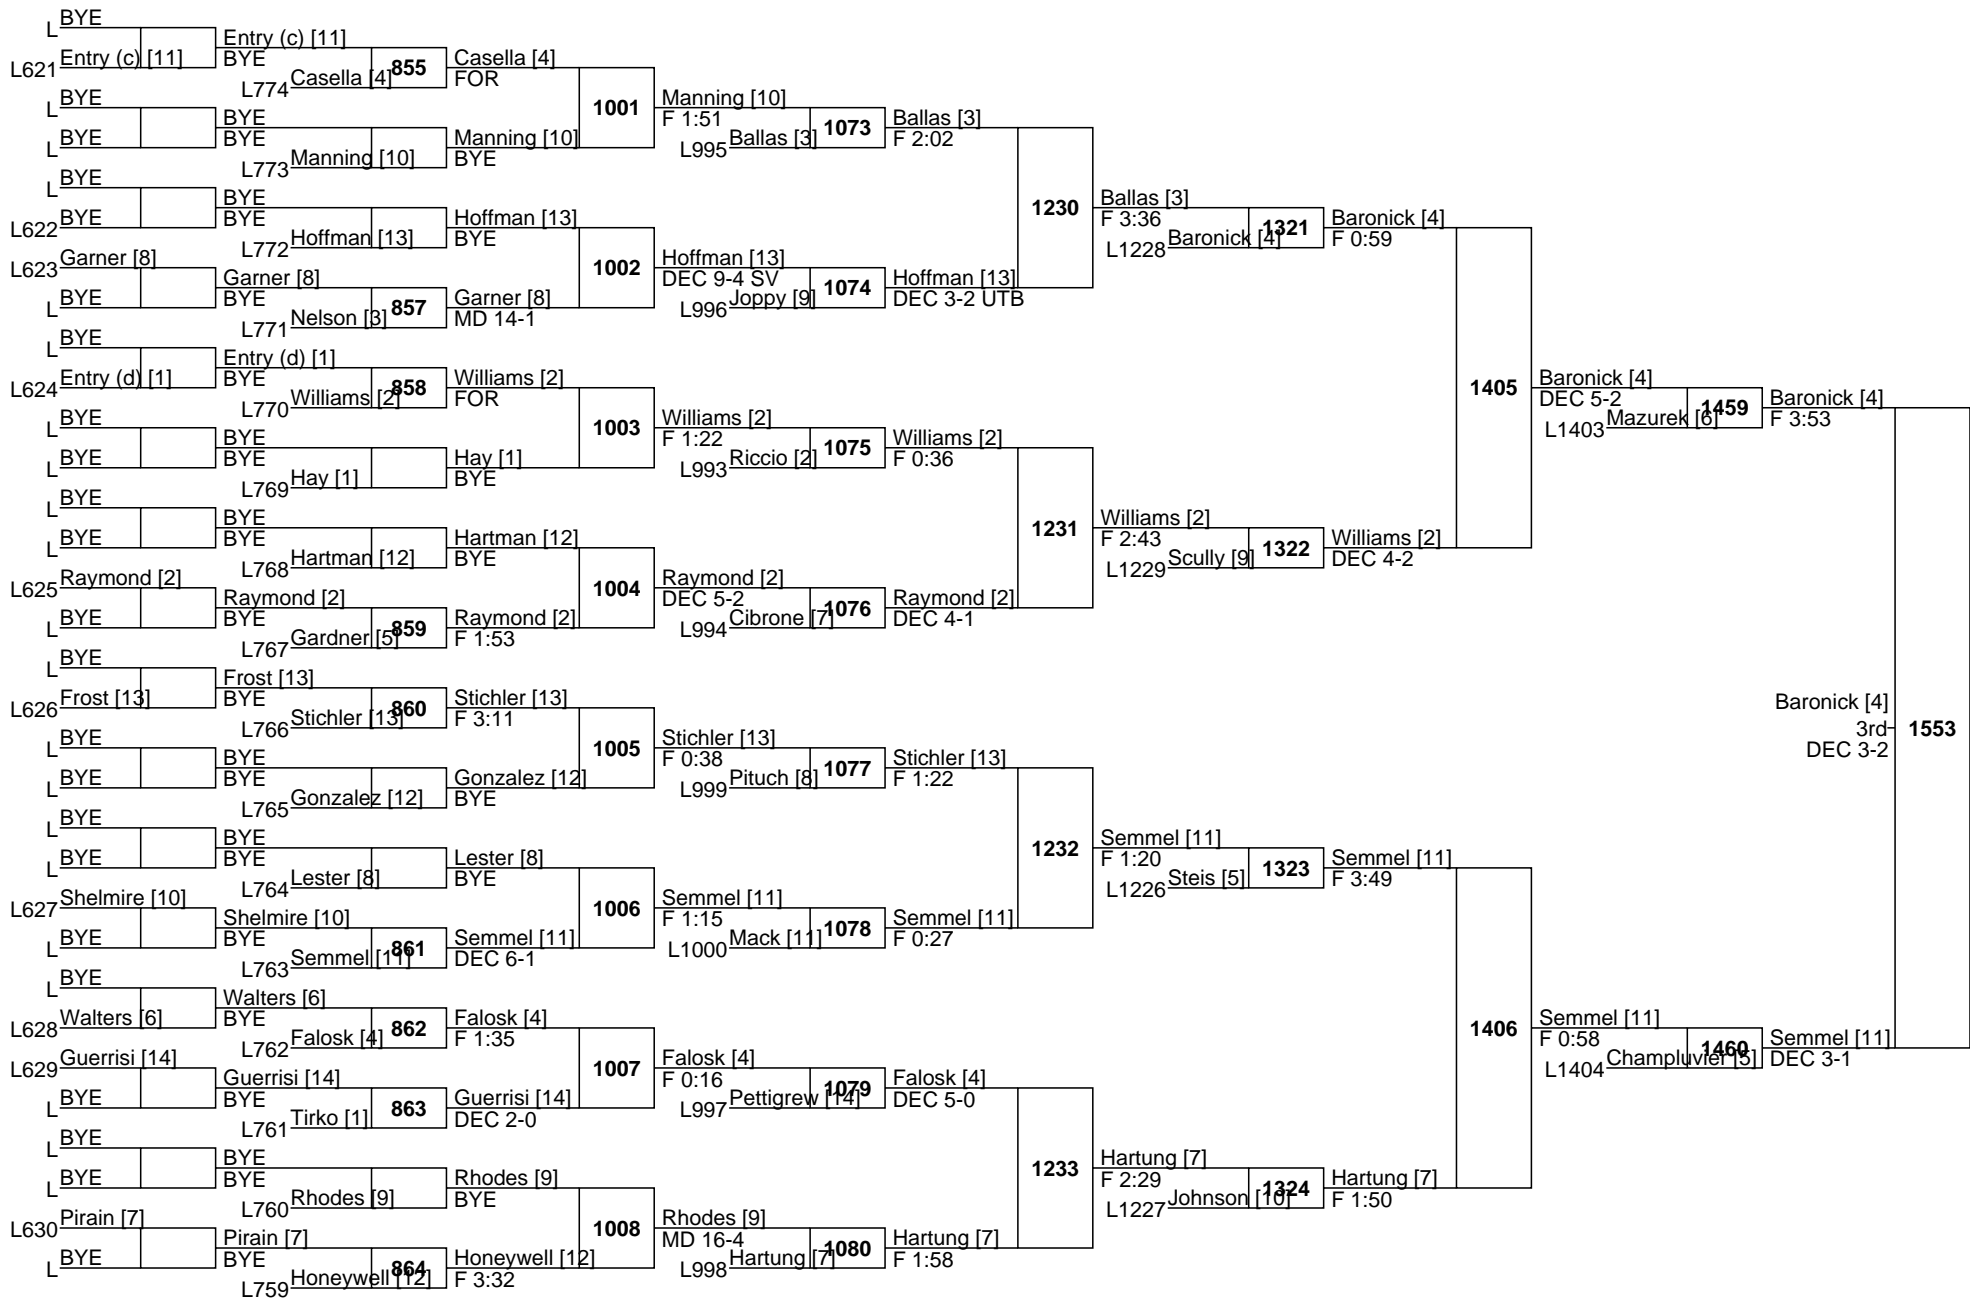 BYE
L
Entry (c) [11]
L621
BYE
L
BYE
L
BYE
L
BYE
L622
Garner [8]
L623
BYE
L
BYE
L
Entry (d) [1]
L624
BYE
L
BYE
L
BYE
L
BYE
L
Raymond [2]
L625
BYE
L
BYE
L
Frost [13]
L626
BYE
L
BYE
L
BYE
L
BYE
L
Shelmire [10]
L627
BYE
L
BYE
L
Walters [6]
L628
Guerrisi [14]
L629
BYE
L
BYE
L
BYE
L
Pirain [7]
L630
BYE
L
Entry (c) [11]
BYE
L774 Casella [4]
855
BYE
BYE
L773 Manning [10]
BYE
BYE
L772 Hoffman [13]
Garner [8]
BYE
L771 Nelson [3]
857
Entry (d) [1]
BYE
L770 Williams [2]
858
BYE
BYE
L769 Hay [1]
BYE
BYE
L768 Hartman [12]
Raymond [2]
BYE
L767 Gardner [5]
859
Frost [13]
BYE
L766 Stichler [13]
860
BYE
BYE
L765 Gonzalez [12]
BYE
BYE
L764 Lester [8]
Shelmire [10]
BYE
L763 Semmel [11]
861
Walters [6]
BYE
L762 Falosk [4]
862
Guerrisi [14]
BYE
L761 Tirko [1]
863
BYE
BYE
L760 Rhodes [9]
Pirain [7]
BYE
L759 Honeywell [12]
864
Casella [4]
FOR
1001
Manning [10]
BYE
Hoffman [13]
BYE
1002
Garner [8]
MD 14-1
Williams [2]
FOR
1003
Hay [1]
BYE
Hartman [12]
BYE
1004
Raymond [2]
F 1:53
Stichler [13]
F 3:11
1005
Gonzalez [12]
BYE
Lester [8]
BYE
1006
Semmel [11]
DEC 6-1
Falosk [4]
F 1:35
1007
Guerrisi [14]
DEC 2-0
Rhodes [9]
BYE
1008
Honeywell [12]
F 3:32
Manning [10]
F 1:51
L995 Ballas [3]
1073
Hoffman [13]
DEC 9-4 SV
L996 Joppy [9]
1074
Williams [2]
F 1:22
L993 Riccio [2]
1075
Raymond [2]
DEC 5-2
L994 Cibrone [7]
1076
Stichler [13]
F 0:38
L999 Pituch [8]
1077
Semmel [11]
F 1:15
L1000 Mack [11]
1078
Falosk [4]
F 0:16
L997 Pettigrew [14]
1079
Rhodes [9]
MD 16-4
L998 Hartung [7]
1080
Ballas [3]
F 2:02
1230
Hoffman [13]
DEC 3-2 UTB
Williams [2]
F 0:36
1231
Raymond [2]
DEC 4-1
Stichler [13]
F 1:22
1232
Semmel [11]
F 0:27
Falosk [4]
DEC 5-0
1233
Hartung [7]
F 1:58
Ballas [3]
F 3:36
L1228 Baronick [4]
1321
Williams [2]
F 2:43
L1229 Scully [9]
1322
Semmel [11]
F 1:20
L1226 Steis [5]
1323
Hartung [7]
F 2:29
L1227 Johnson [10]
1324
Baronick [4]
F 0:59
1405
Williams [2]
DEC 4-2
Semmel [11]
F 3:49
1406
Hartung [7]
F 1:50
Baronick [4]
DEC 5-2
L1403 Mazurek [6]
1459
Semmel [11]
F 0:58
L1404 Champluvier [5]
1460
Baronick [4]
F 3:53
Semmel [11]
DEC 3-1
Baronick [4]
3rd
DEC 3-2
1553